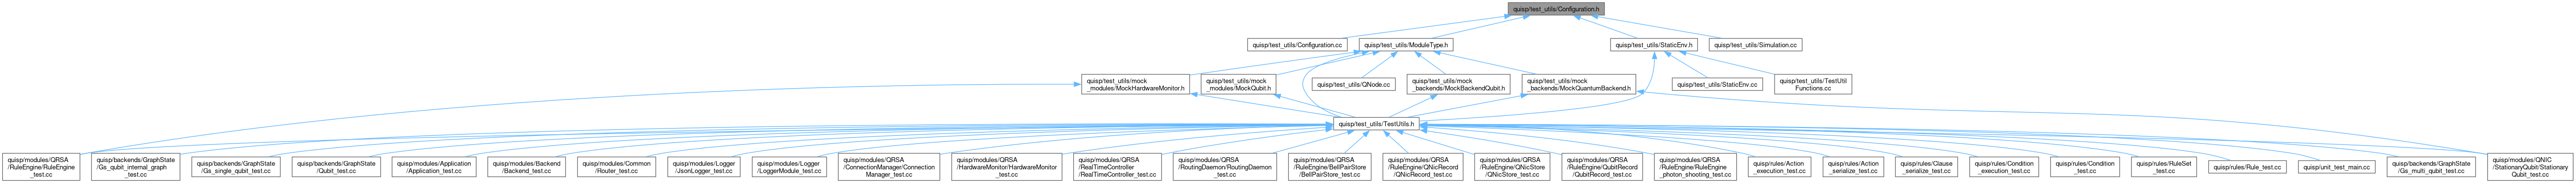 quisp/test_utils/Configuration.h
quisp/test_utils/Configuration.cc
quisp/test_utils/ModuleType.h
quisp/test_utils/StaticEnv.h
quisp/test_utils/Simulation.cc
quisp/test_utils/mock
_modules/MockHardwareMonitor.h
quisp/test_utils/mock
_modules/MockQubit.h
quisp/test_utils/QNode.cc
quisp/test_utils/mock
_backends/MockBackendQubit.h
quisp/test_utils/mock
_backends/MockQuantumBackend.h
quisp/test_utils/StaticEnv.cc
quisp/test_utils/TestUtil
Functions.cc
quisp/test_utils/TestUtils.h
quisp/modules/QRSA
/RuleEngine/RuleEngine
_test.cc
quisp/backends/GraphState
/Gs_qubit_internal_graph
_test.cc
quisp/backends/GraphState
/Gs_single_qubit_test.cc
quisp/backends/GraphState
/Qubit_test.cc
quisp/modules/Application
/Application_test.cc
quisp/modules/Backend
/Backend_test.cc
quisp/modules/Common
/Router_test.cc
quisp/modules/Logger
/JsonLogger_test.cc
quisp/modules/Logger
/LoggerModule_test.cc
quisp/modules/QRSA
/ConnectionManager/Connection
Manager_test.cc
quisp/modules/QRSA
/HardwareMonitor/HardwareMonitor
_test.cc
quisp/modules/QRSA
/RealTimeController
/RealTimeController_test.cc
quisp/modules/QRSA
/RoutingDaemon/RoutingDaemon
_test.cc
quisp/modules/QRSA
/RuleEngine/BellPairStore
/BellPairStore_test.cc
quisp/modules/QRSA
/RuleEngine/QNicRecord
/QNicRecord_test.cc
quisp/modules/QRSA
/RuleEngine/QNicStore
/QNicStore_test.cc
quisp/modules/QRSA
/RuleEngine/QubitRecord
/QubitRecord_test.cc
quisp/modules/QRSA
/RuleEngine/RuleEngine
_photon_shooting_test.cc
quisp/rules/Action
_execution_test.cc
quisp/rules/Action
_serialize_test.cc
quisp/rules/Clause
_serialize_test.cc
quisp/rules/Condition
_execution_test.cc
quisp/rules/Condition
_test.cc
quisp/rules/RuleSet
_test.cc
quisp/rules/Rule_test.cc
quisp/unit_test_main.cc
quisp/backends/GraphState
/Gs_multi_qubit_test.cc
quisp/modules/QNIC
/StationaryQubit/Stationary
Qubit_test.cc